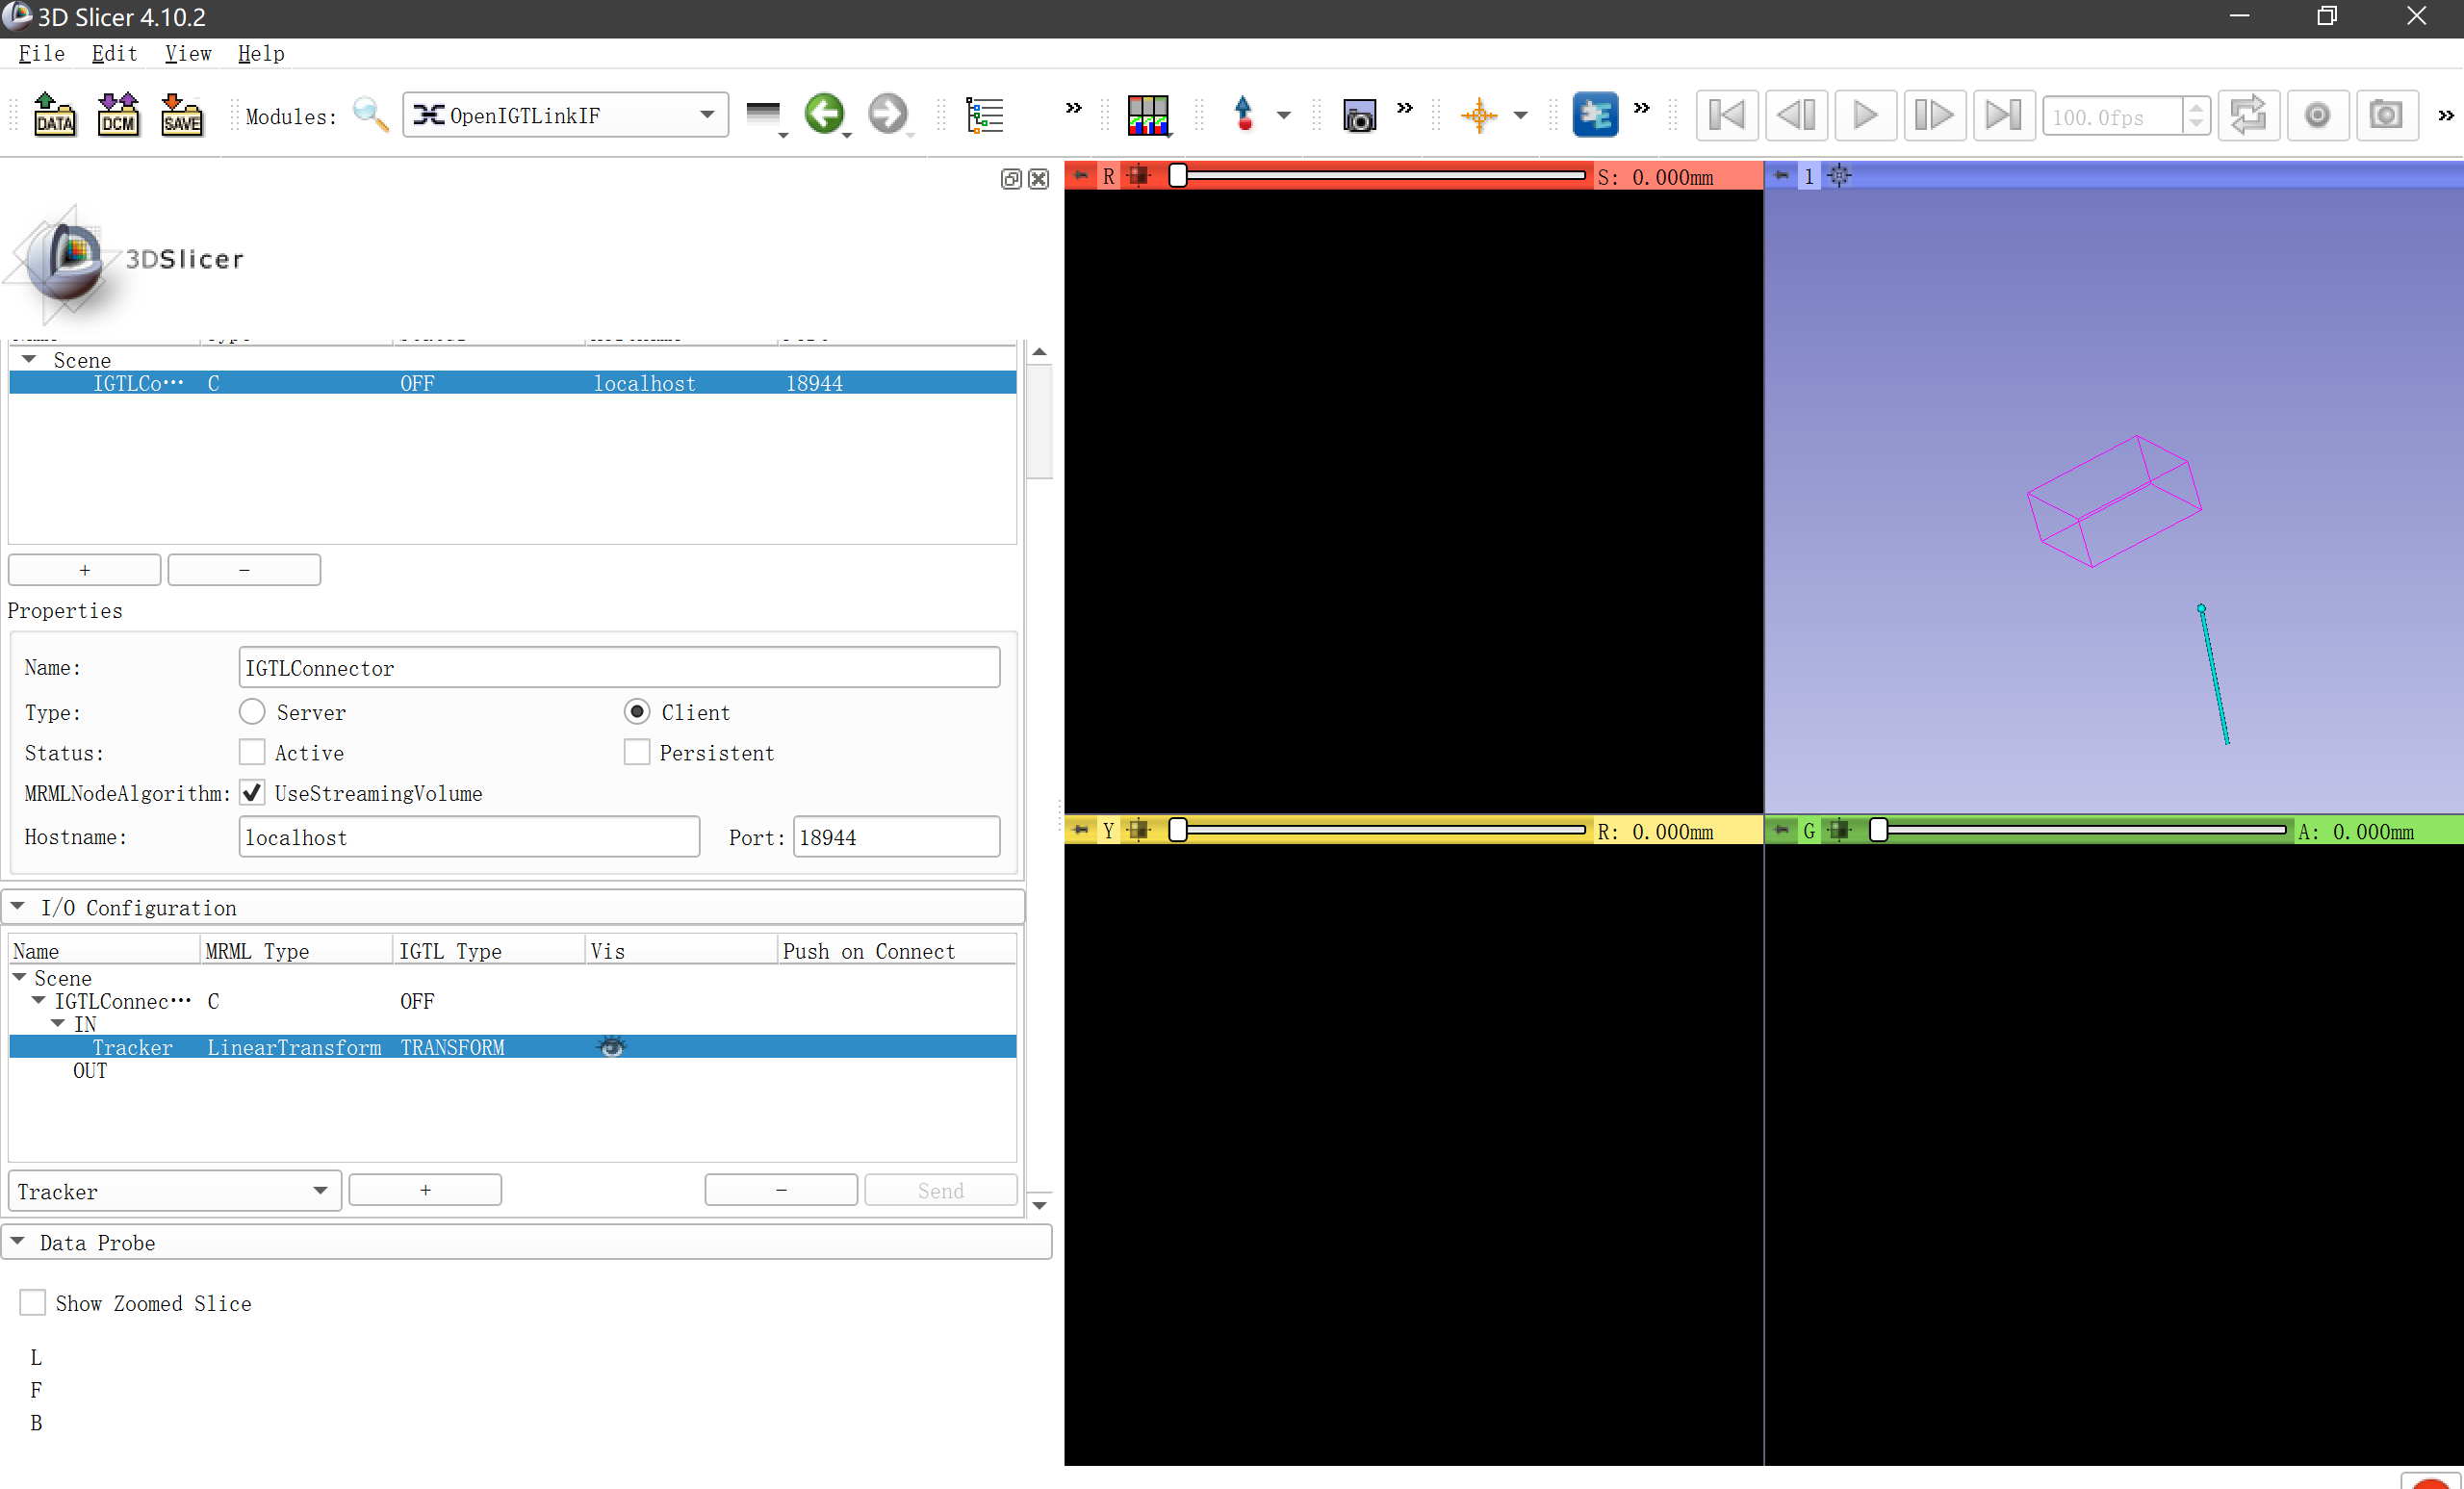 3D Slicer 4.10.2
File Edit View Help
DATA DCM SAVE Modules: OpenIGTLinkIF 100.0fps
R S: 0.000mm 1
3DSlicer
Scene
IGTLCo··· C OFF localhost 18944
+ −
Properties
Name: IGTLConnector
Type: Server Client
Status: Active Persistent
MRMLNodeAlgorithm: UseStreamingVolume
Hostname: localhost Port: 18944
Y R: 0.000mm G A: 0.000mm
I/O Configuration
Name MRML Type IGTL Type Vis Push on Connect
Scene
IGTLConnec··· C OFF
IN
Tracker LinearTransform TRANSFORM
OUT
Tracker + − Send
Data Probe
Show Zoomed Slice
L
F
B